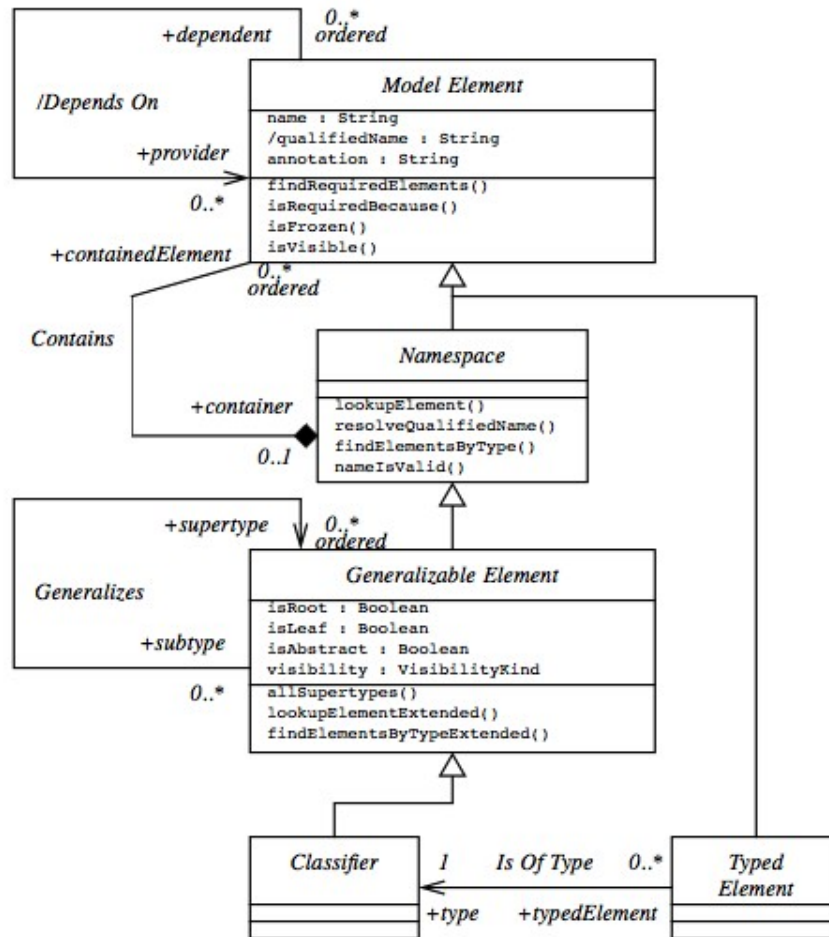 0..*
+dependent
ordered
Model Element
/Depends On
name : String
/qualifiedName : String
annotation : String
+provider
0..*
findRequiredElements()
isRequiredBecause()
isFrozen()
isVisible()
+containedElement
0..*
ordered
Contains
Namespace
+container
0..1
lookupElement()
resolveQualifiedName()
findElementsByType()
nameIsValid()
+supertype
0..*
ordered
Generalizes
Generalizable Element
isRoot : Boolean
isLeaf : Boolean
isAbstract : Boolean
visibility : VisibilityKind
+subtype
0..*
allSupertypes()
lookupElementExtended()
findElementsByTypeExtended()
Classifier
1
Is Of Type
0..*
Typed
Element
+type
+typedElement